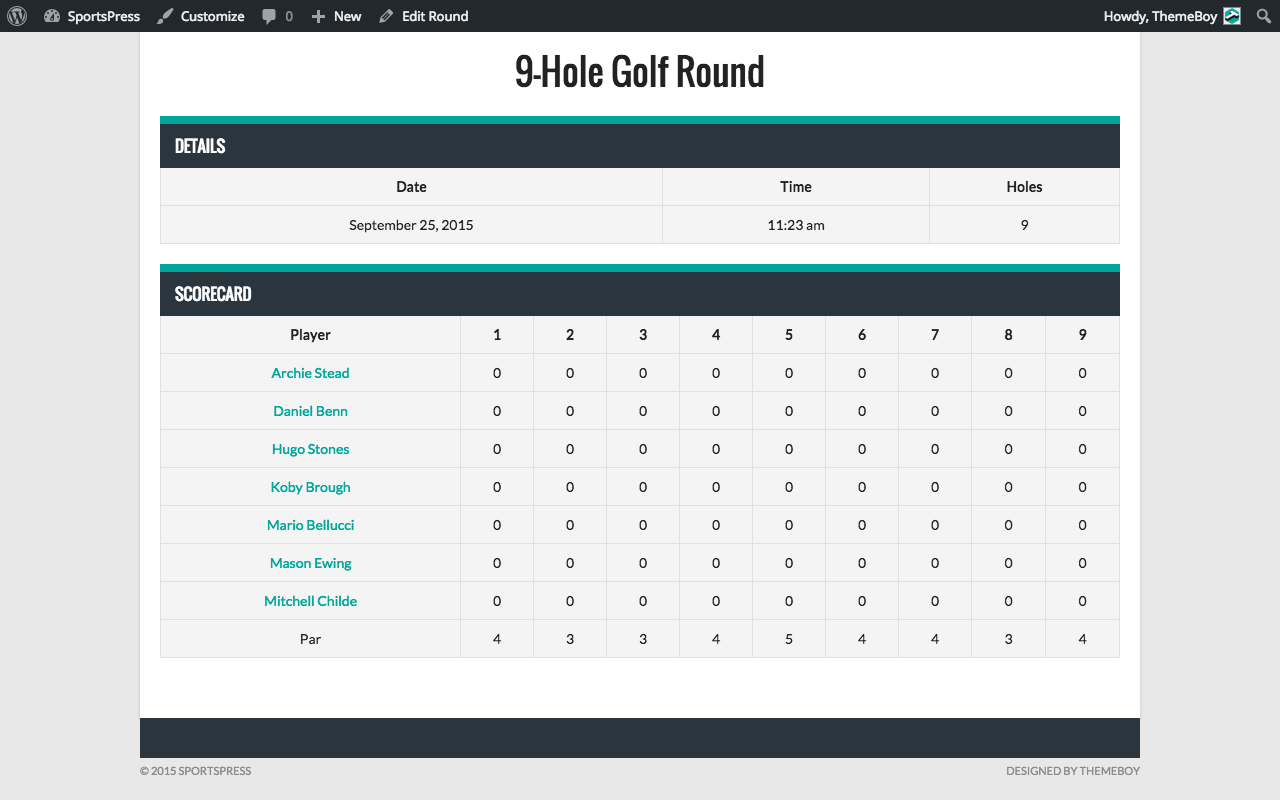 SportsPress Customize 0 New Edit Round Howdy, ThemeBoy
9-Hole Golf Round
DETAILS
Date Time Holes
September 25, 2015 11:23 am 9
SCORECARD
Player 1 2 3 4 5 6 7 8 9
Archie Stead 0 0 0 0 0 0 0 0 0
Daniel Benn 0 0 0 0 0 0 0 0 0
Hugo Stones 0 0 0 0 0 0 0 0 0
Koby Brough 0 0 0 0 0 0 0 0 0
Mario Bellucci 0 0 0 0 0 0 0 0 0
Mason Ewing 0 0 0 0 0 0 0 0 0
Mitchell Childe 0 0 0 0 0 0 0 0 0
Par 4 3 3 4 5 4 4 3 4
© 2015 SPORTSPRESS DESIGNED BY THEMEBOY